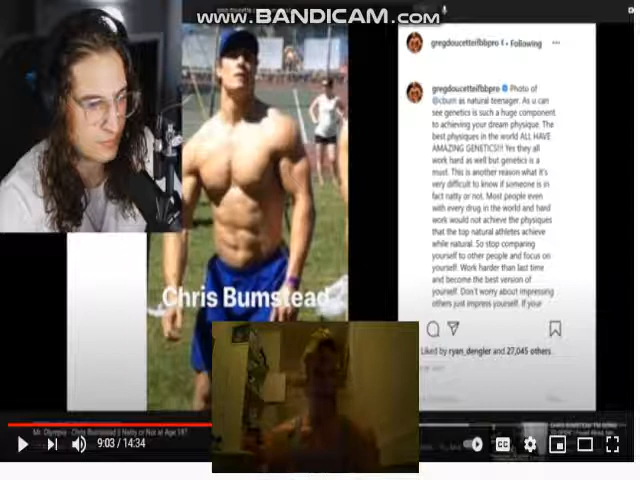 www.BANDICAM.com
gregdoucetteifbbpro
• Following
•••
gregdoucetteifbbpro Photo of
@cbum as natural teenager. As u can
see genetics is such a huge component
to achieving your dream physique. The
best physiques in the world ALL HAVE
AMAZING GENETICS!!! Yes they all
work hard as well but genetics is a
must. This is another reason what it's
very difficult to know if someone is in
fact natty or not. Most people even
with every drug in the world and hard
work would not achieve the physiques
that the top natural athletes achieve
while natural. So stop comparing
yourself to other people and focus on
yourself. Work harder than last time
and become the best version of
yourself. Don't worry about impressing
others just impress yourself. If your
Chris Bumstead
Liked by ryan_dengler and 27,045 others
Mr. Olympia - Chris Bumstead || Natty or Not at Age 19?
9:03 / 14:34
CC